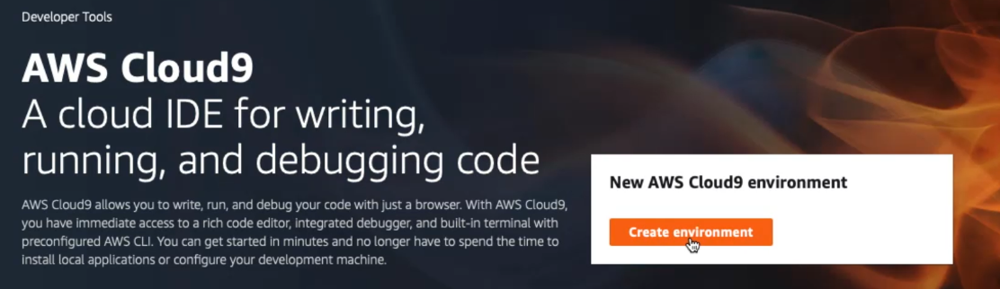 Developer Tools
AWS Cloud9
A cloud IDE for writing,
running, and debugging code
AWS Cloud9 allows you to write, run, and debug your code with just a browser. With AWS Cloud9,
you have immediate access to a rich code editor, integrated debugger, and built-in terminal with
preconfigured AWS CLI. You can get started in minutes and no longer have to spend the time to
install local applications or configure your development machine.
New AWS Cloud9 environment
Create environment